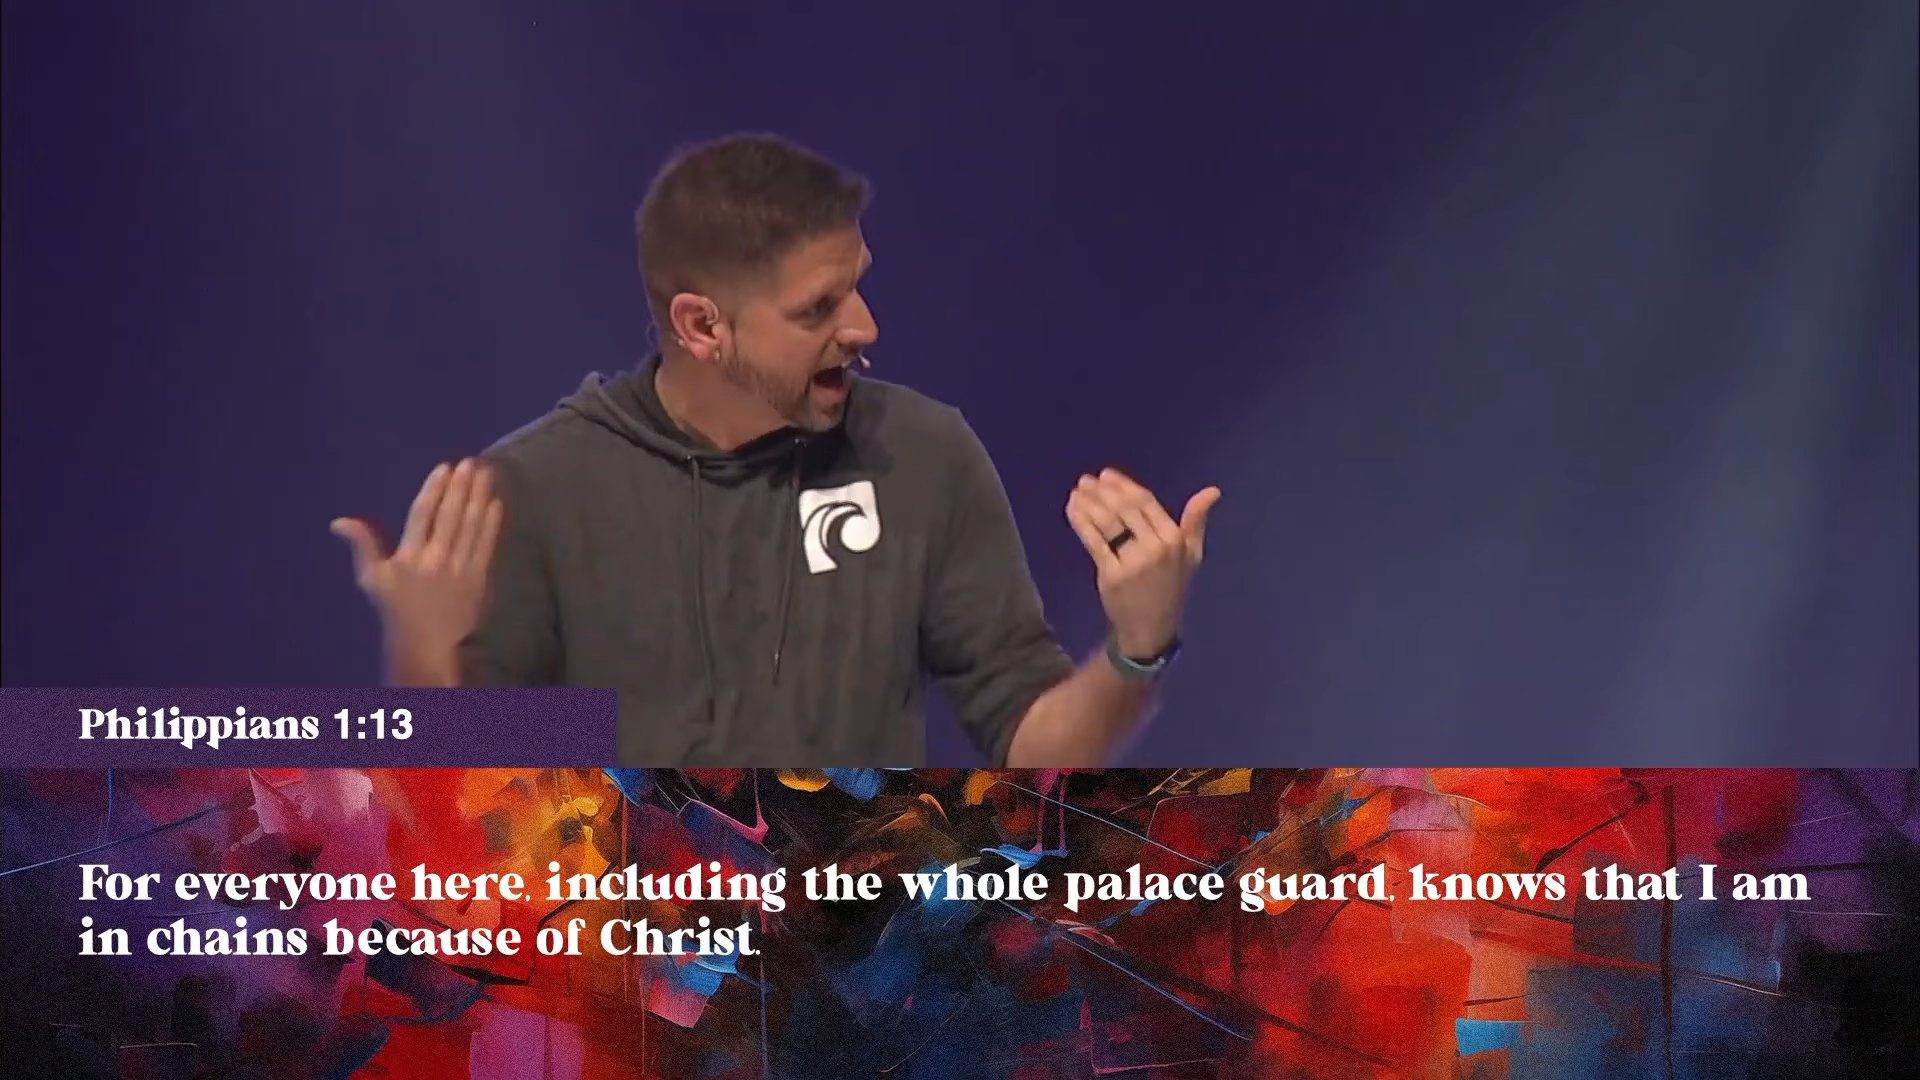 Philippians 1:13
For everyone here, including the whole palace guard, knows that I am
in chains because of Christ.